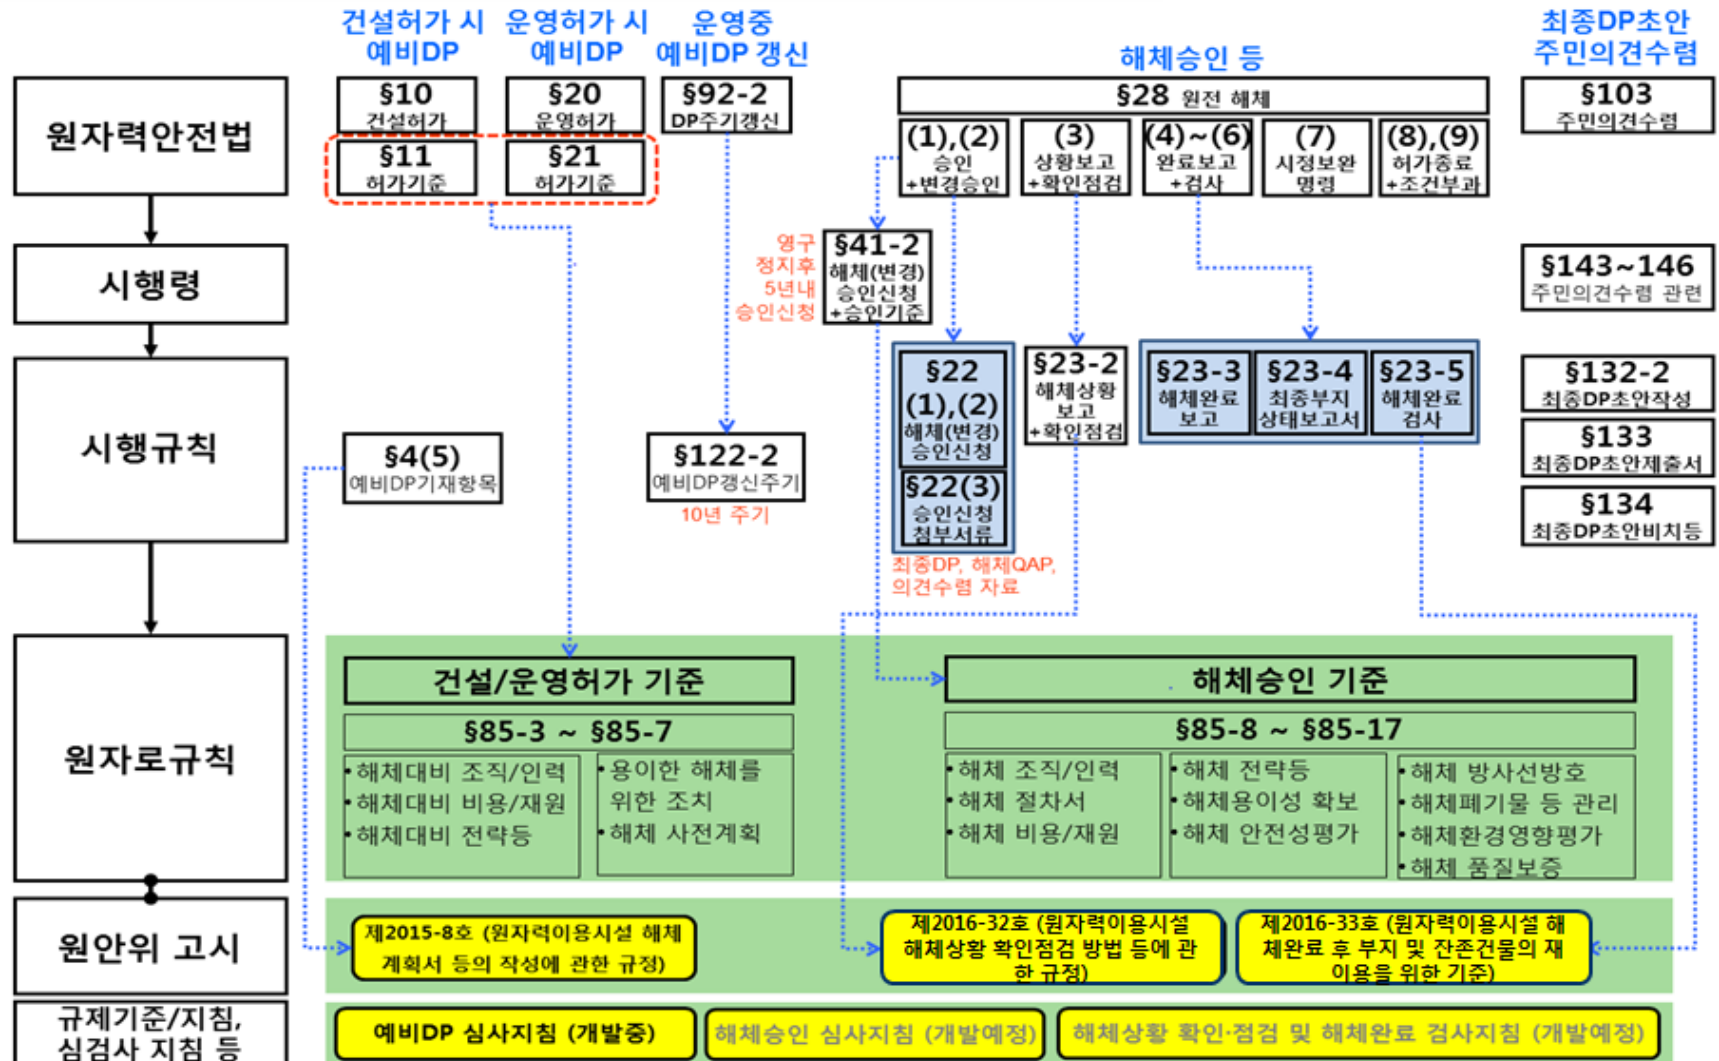 건설허가 시
예비DP
운영허가 시
예비DP
운영중
예비DP 갱신
해체승인 등
최종DP초안
주민의견수렴
원자력안전법
§10
건설허가
§20
운영허가
§92-2
DP주기갱신
§28 원전 해체
§103
주민의견수렴
§11
허가기준
§21
허가기준
(1),(2)
승인
+변경승인
(3)
상황보고
+확인점검
(4)~(6)
완료보고
+검사
(7)
시정보완
명령
(8),(9)
허가종료
+조건부과
시행령
영구
정지후
5년내
승인신청
§41-2
해체(변경)
승인신청
+승인기준
§143~146
주민의견수렴 관련
시행규칙
§4(5)
예비DP기재항목
§122-2
예비DP갱신주기
10년 주기
§22
(1),(2)
해체(변경)
승인신청
§22(3)
승인신청
첨부서류
최종DP, 해체QAP,
의견수렴 자료
§23-2
해체상황
보고
+확인점검
§23-3
해체완료
보고
§23-4
최종부지
상태보고서
§23-5
해체완료
검사
§132-2
최종DP초안작성
§133
최종DP초안제출서
§134
최종DP초안비치등
원자로규칙
건설/운영허가 기준
§85-3 ~ §85-7
•해체대비 조직/인력
•해체대비 비용/재원
•해체대비 전략등
•용이한 해체를
위한 조치
•해체 사전계획
해체승인 기준
§85-8 ~ §85-17
•해체 조직/인력
•해체 절차서
•해체 비용/재원
•해체 전략등
•해체용이성 확보
•해체 안전성평가
•해체 방사선방호
•해체폐기물 등 관리
•해체환경영향평가
•해체 품질보증
원안위 고시
제2015-8호 (원자력이용시설 해체
계획서 등의 작성에 관한 규정)
제2016-32호 (원자력이용시설
해체상황 확인점검 방법 등에 관
한 규정)
제2016-33호 (원자력이용시설 해
체완료 후 부지 및 잔존건물의 재
이용을 위한 기준)
규제기준/지침,
심검사 지침 등
예비DP 심사지침 (개발중)
해체승인 심사지침 (개발예정)
해체상황 확인·점검 및 해체완료 검사지침 (개발예정)